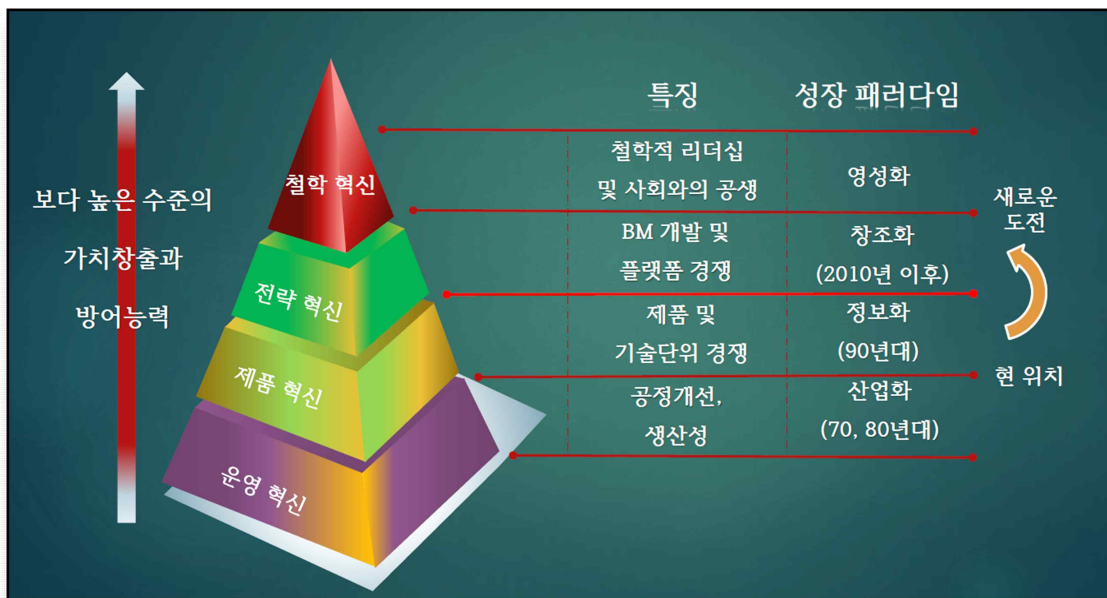 특징
성장 패러다임
보다 높은 수준의
가치창출과
방어능력
철학 혁신
철학적 리더십
및 사회와의 공생
영성화
전략 혁신
BM 개발 및
플랫폼 경쟁
창조화
(2010년 이후)
제품 혁신
제품 및
기술단위 경쟁
정보화
(90년대)
운영 혁신
공정개선,
생산성
산업화
(70, 80년대)
새로운
도전
현 위치